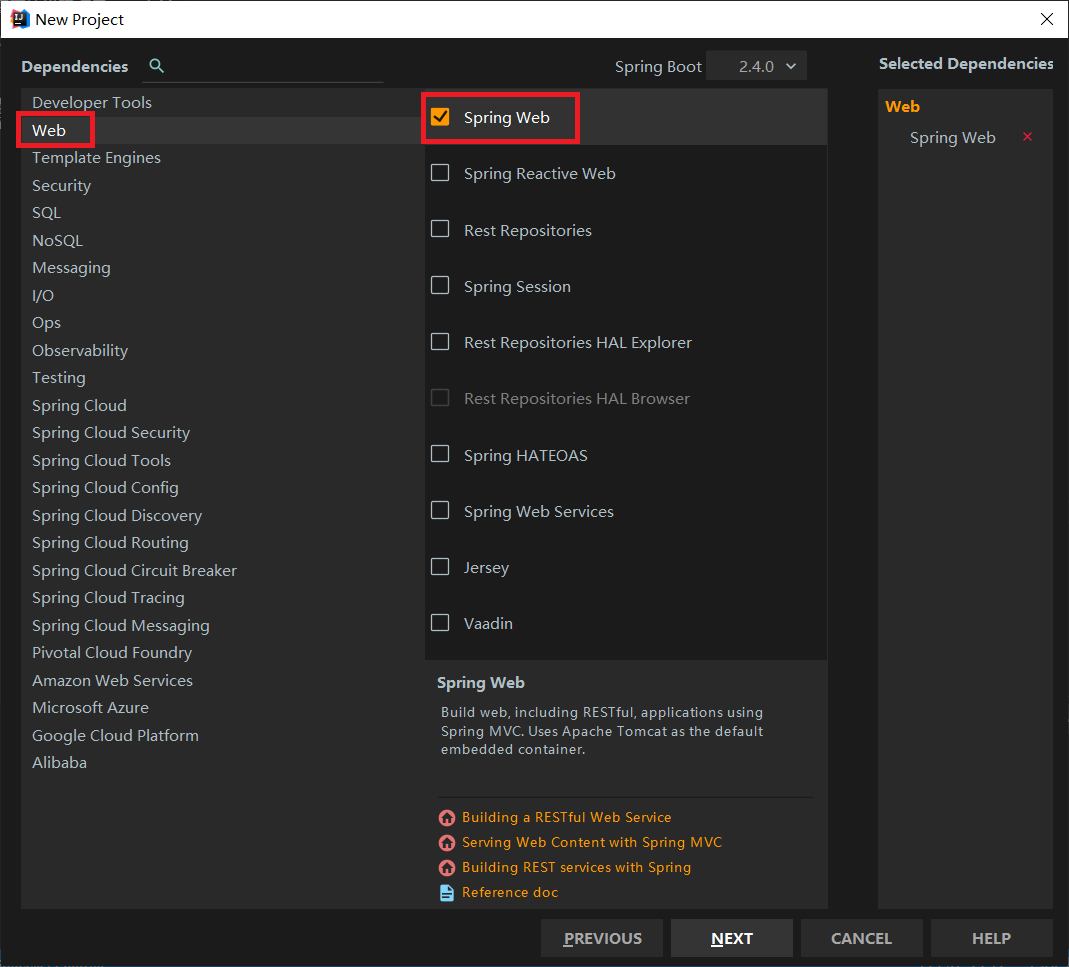 New Project
Dependencies
Spring Boot 2.4.0
Selected Dependencies
Developer Tools
Web
Template Engines
Security
SQL
NoSQL
Messaging
I/O
Ops
Observability
Testing
Spring Cloud
Spring Cloud Security
Spring Cloud Tools
Spring Cloud Config
Spring Cloud Discovery
Spring Cloud Routing
Spring Cloud Circuit Breaker
Spring Cloud Tracing
Spring Cloud Messaging
Pivotal Cloud Foundry
Amazon Web Services
Microsoft Azure
Google Cloud Platform
Alibaba
Spring Web
Spring Reactive Web
Rest Repositories
Spring Session
Rest Repositories HAL Explorer
Rest Repositories HAL Browser
Spring HATEOAS
Spring Web Services
Jersey
Vaadin
Spring Web
Build web, including RESTful, applications using
Spring MVC. Uses Apache Tomcat as the default
embedded container.
Building a RESTful Web Service
Serving Web Content with Spring MVC
Building REST services with Spring
Reference doc
Web
Spring Web
PREVIOUS
NEXT
CANCEL
HELP